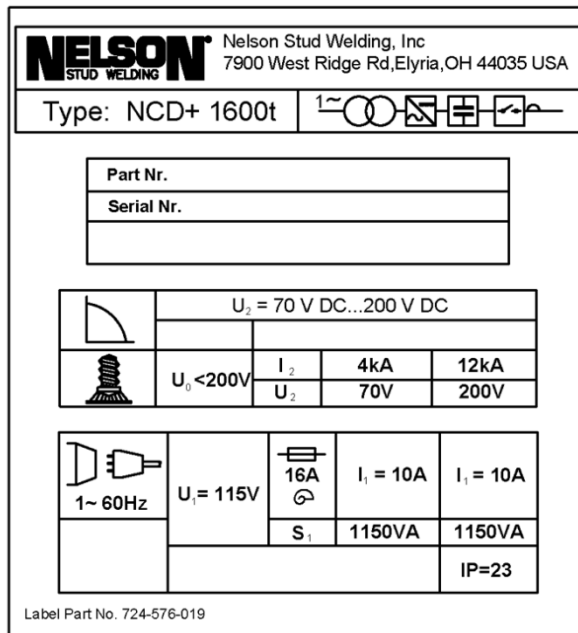 NELSON
STUD WELDING
Nelson Stud Welding, Inc
7900 West Ridge Rd,Elyria,OH 44035 USA
Type: NCD+ 1600t
1~
Part Nr.
Serial Nr.
U₂ = 70 V DC...200 V DC
U₀ <200V
I₂ 4kA 12kA
U₂ 70V 200V
1~ 60Hz
U₁= 115V
16A
I₁ = 10A
I₁ = 10A
S₁ 1150VA 1150VA
IP=23
Label Part No. 724-576-019